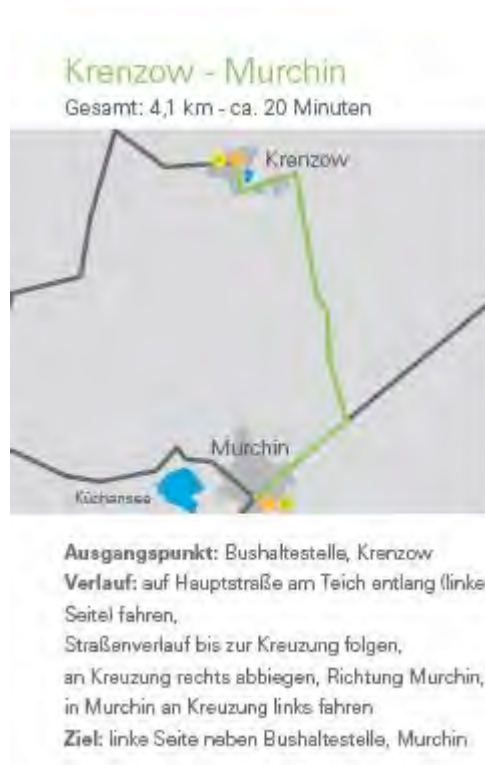 Krenzow - Murchin
Gesamt: 4,1 km - ca. 20 Minuten
Krenzow
Murchin
Küchensee
Ausgangspunkt: Bushaltestelle, Krenzow
Verlauf: auf Hauptstraße am Teich entlang (linke
Seite) fahren,
Straßenverlauf bis zur Kreuzung folgen,
an Kreuzung rechts abbiegen, Richtung Murchin,
in Murchin an Kreuzung links fahren
Ziel: linke Seite neben Bushaltestelle, Murchin